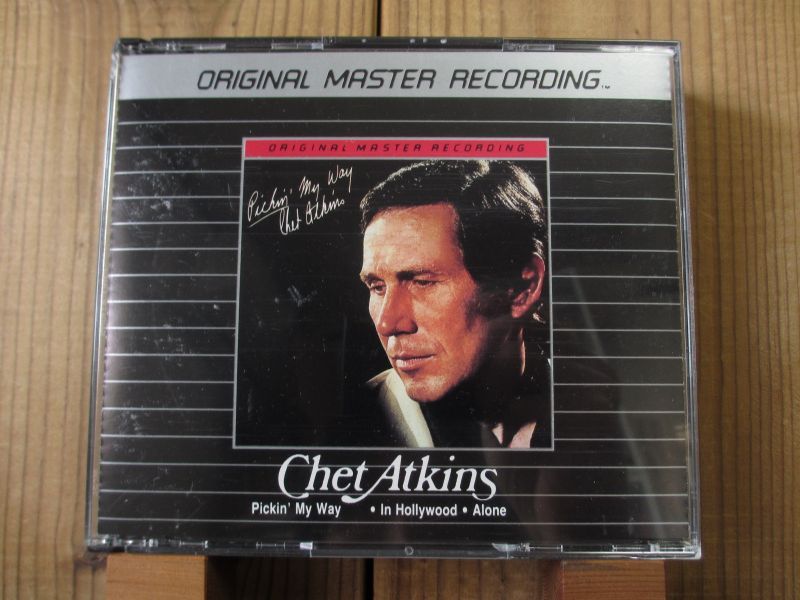 ORIGINAL MASTER RECORDING™
ORIGINAL MASTER RECORDING
Pickin' My Way
Chet Atkins
Chet Atkins
Pickin' My Way • In Hollywood • Alone